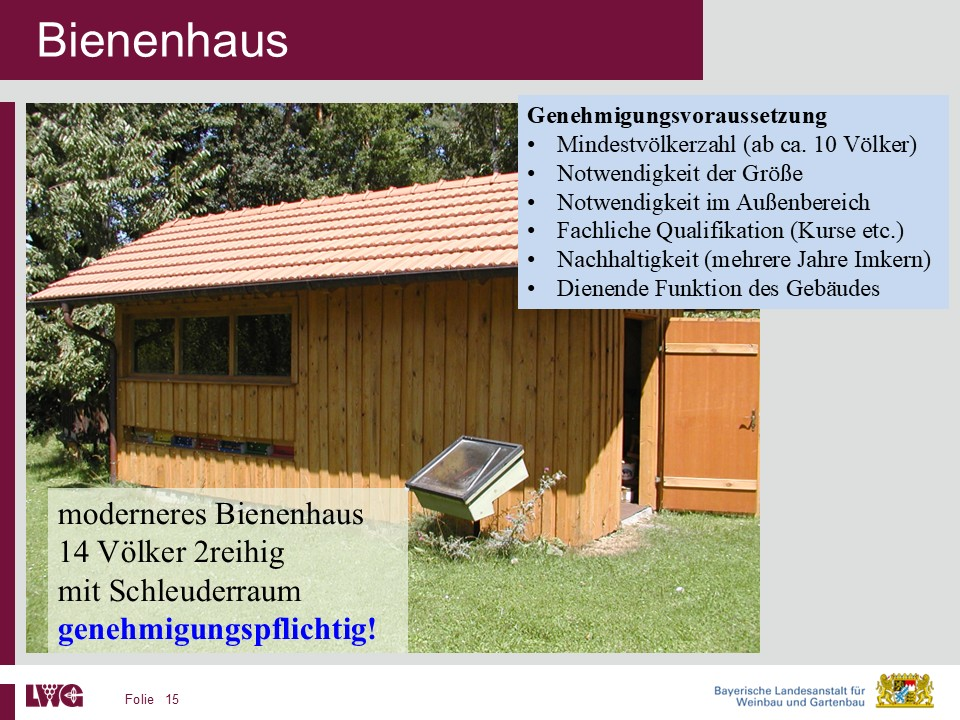 Bienenhaus
Genehmigungsvoraussetzung
• Mindestvölkerzahl (ab ca. 10 Völker)
• Notwendigkeit der Größe
• Notwendigkeit im Außenbereich
• Fachliche Qualifikation (Kurse etc.)
• Nachhaltigkeit (mehrere Jahre Imkern)
• Dienende Funktion des Gebäudes
moderneres Bienenhaus
14 Völker 2reihig
mit Schleuderraum
genehmigungspflichtig!
LWG
Folie 15
Bayerische Landesanstalt für
Weinbau und Gartenbau